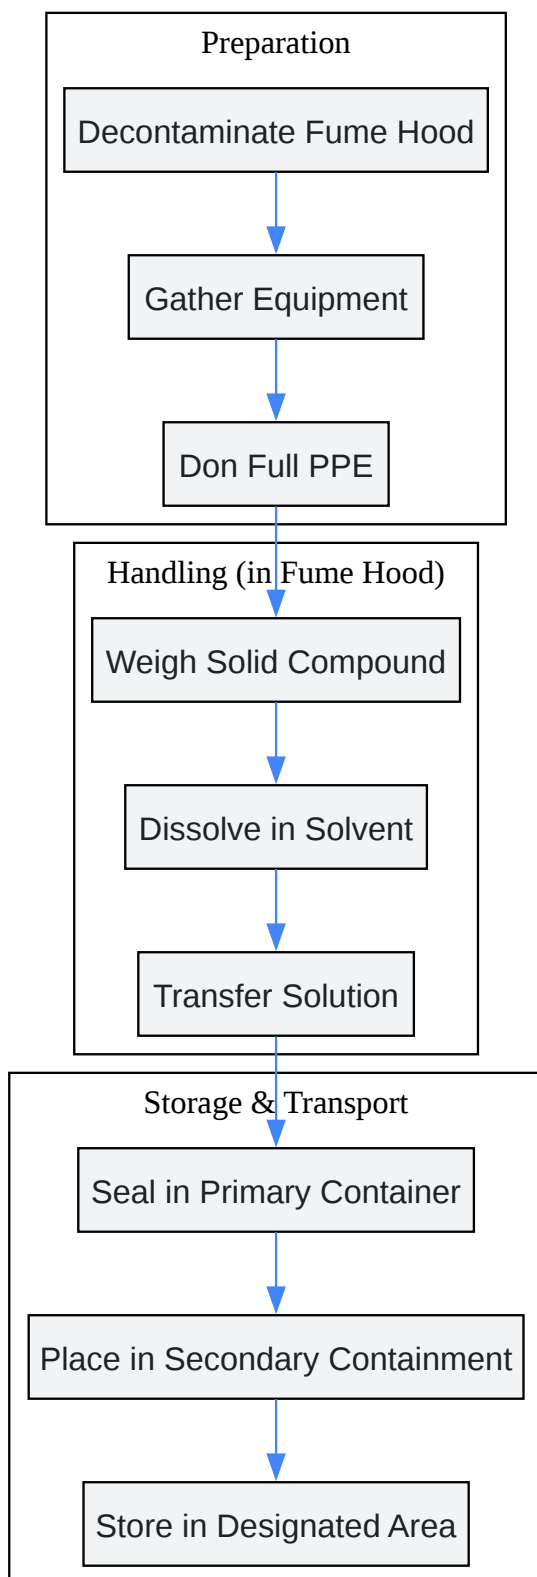 Preparation
Decontaminate Fume Hood
Gather Equipment
Don Full PPE
Handling (in Fume Hood)
Weigh Solid Compound
Dissolve in Solvent
Transfer Solution
Storage & Transport
Seal in Primary Container
Place in Secondary Containment
Store in Designated Area